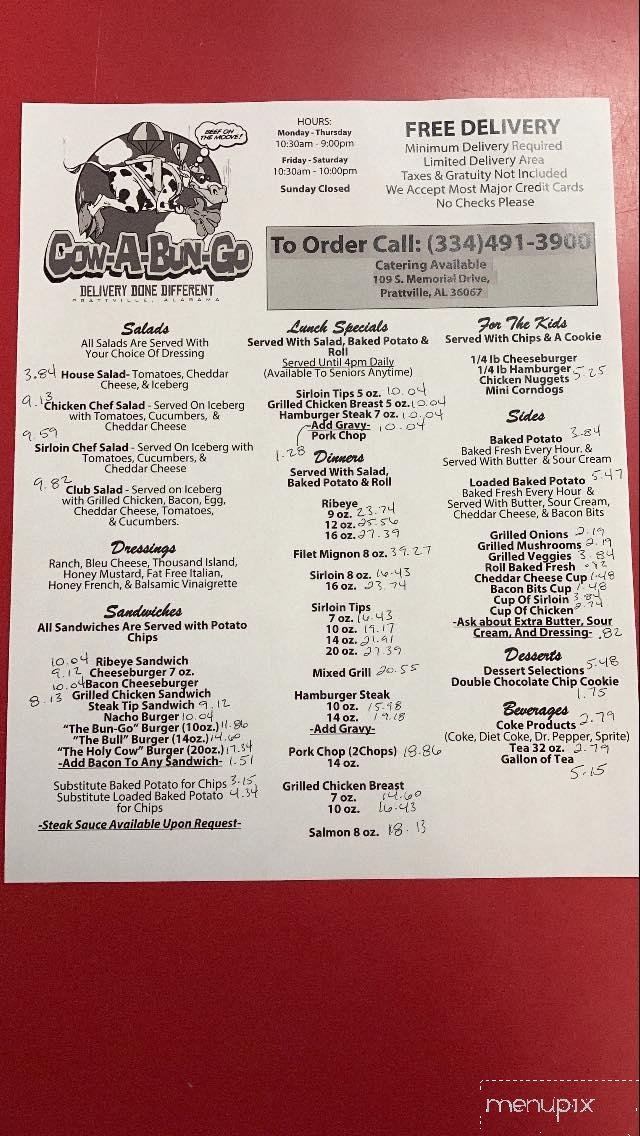 BEEF ON
THE MOOVE!
COW-A-BUN-GO
DELIVERY DONE DIFFERENT
PRATTVILLE, ALABAMA
HOURS:
Monday - Thursday
10:30am - 9:00pm
Friday - Saturday
10:30am - 10:00pm
Sunday Closed
FREE DELIVERY
Minimum Delivery Required
Limited Delivery Area
Taxes & Gratuity Not Included
We Accept Most Major Credit Cards
No Checks Please
To Order Call: (334)491-3900
Catering Available
109 S. Memorial Drive,
Prattville, AL 36067
Salads
All Salads Are Served With
Your Choice Of Dressing
3.84 House Salad- Tomatoes, Cheddar
Cheese, & Iceberg
9.13
Chicken Chef Salad - Served On Iceberg
with Tomatoes, Cucumbers, &
Cheddar Cheese
9.59
Sirloin Chef Salad - Served On Iceberg with
Tomatoes, Cucumbers, &
Cheddar Cheese
9.82
Club Salad - Served on Iceberg
with Grilled Chicken, Bacon, Egg,
Cheddar Cheese, Tomatoes,
& Cucumbers.
Dressings
Ranch, Bleu Cheese, Thousand Island,
Honey Mustard, Fat Free Italian,
Honey French, & Balsamic Vinaigrette
Sandwiches
All Sandwiches Are Served with Potato
Chips
10.04 Ribeye Sandwich
9.12 Cheeseburger 7 oz.
10.04 Bacon Cheeseburger
8.13 Grilled Chicken Sandwich
Steak Tip Sandwich 9.12
Nacho Burger 10.04
"The Bun-Go" Burger (10oz.) 11.86
"The Bull" Burger (14oz.) 14.60
"The Holy Cow" Burger (20oz.) 17.34
-Add Bacon To Any Sandwich- 1.51
Substitute Baked Potato for Chips 3.15
Substitute Loaded Baked Potato 4.34
for Chips
-Steak Sauce Available Upon Request-
Lunch Specials
Served With Salad, Baked Potato &
Roll
Served Until 4pm Daily
(Available To Seniors Anytime)
Sirloin Tips 5 oz. 10.04
Grilled Chicken Breast 5 oz. 10.04
Hamburger Steak 7 oz. 10.04
-Add Gravy- 10.04
Pork Chop
1.28
Dinners
Served With Salad,
Baked Potato & Roll
Ribeye
9 oz. 23.74
12 oz. 25.56
16 oz. 27.39
Filet Mignon 8 oz. 39.27
Sirloin 8 oz. 16.43
16 oz. 23.74
Sirloin Tips
7 oz. 16.43
10 oz. 19.17
14 oz. 21.91
20 oz. 27.39
Mixed Grill 20.55
Hamburger Steak
10 oz. 15.98
14 oz. 19.18
-Add Gravy-
Pork Chop (2Chops) 18.86
14 oz.
Grilled Chicken Breast
7 oz. 14.60
10 oz. 16.43
Salmon 8 oz. 18.13
For The Kids
Served With Chips & A Cookie
1/4 lb Cheeseburger
1/4 lb Hamburger
Chicken Nuggets 5.25
Mini Corndogs
Sides
Baked Potato 3.84
Baked Fresh Every Hour. &
Served With Butter & Sour Cream
Loaded Baked Potato 5.47
Baked Fresh Every Hour &
Served With Butter, Sour Cream,
Cheddar Cheese, & Bacon Bits
Grilled Onions 2.19
Grilled Mushrooms 2.19
Grilled Veggies 3.84
Roll Baked Fresh .82
Cheddar Cheese Cup 1.48
Bacon Bits Cup 1.48
Cup Of Sirloin 3.84
Cup Of Chicken 2.74
-Ask about Extra Butter, Sour
Cream, And Dressing- .82
Desserts
Dessert Selections 5.48
Double Chocolate Chip Cookie
1.75
Beverages
Coke Products 2.79
(Coke, Diet Coke, Dr. Pepper, Sprite)
Tea 32 oz. 2.79
Gallon of Tea
5.15
menupix